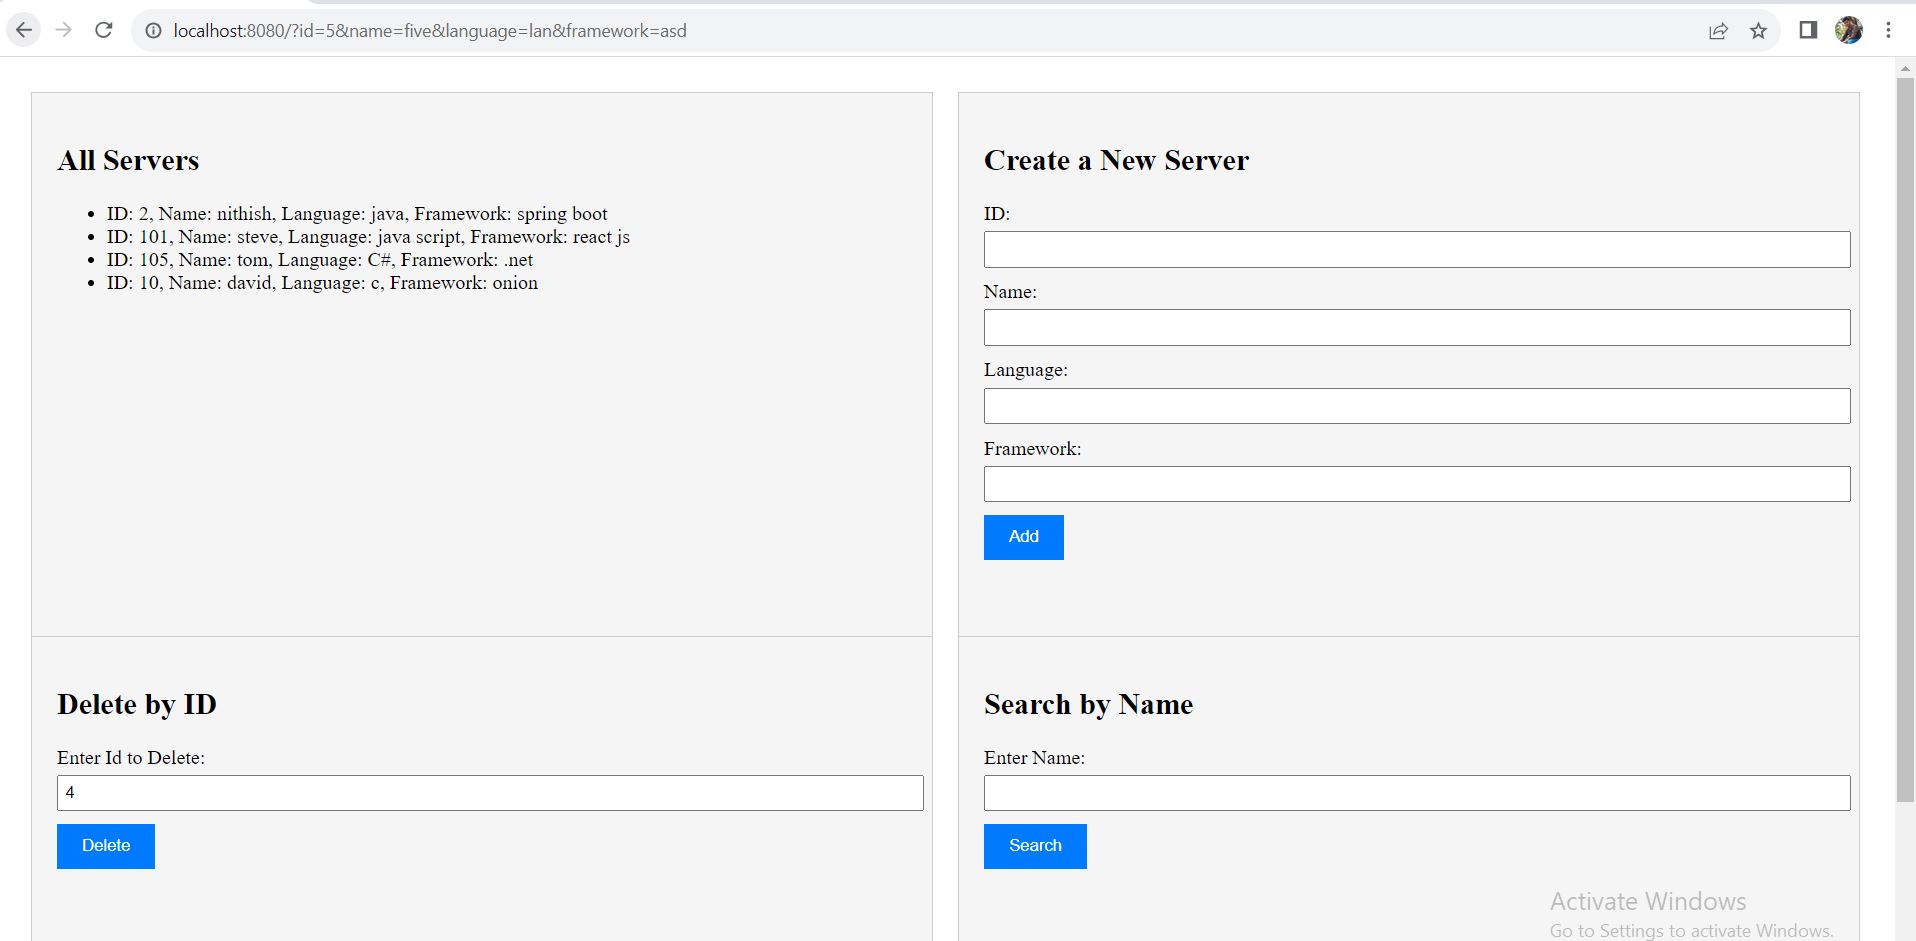 localhost:8080/?id=5&name=five&language=lan&framework=asd
All Servers
ID: 2, Name: nithish, Language: java, Framework: spring boot
ID: 101, Name: steve, Language: java script, Framework: react js
ID: 105, Name: tom, Language: C#, Framework: .net
ID: 10, Name: david, Language: c, Framework: onion
Create a New Server
ID:
Name:
Language:
Framework:
Add
Delete by ID
Enter Id to Delete:
4
Delete
Search by Name
Enter Name:
Search
Activate Windows
Go to Settings to activate Windows.